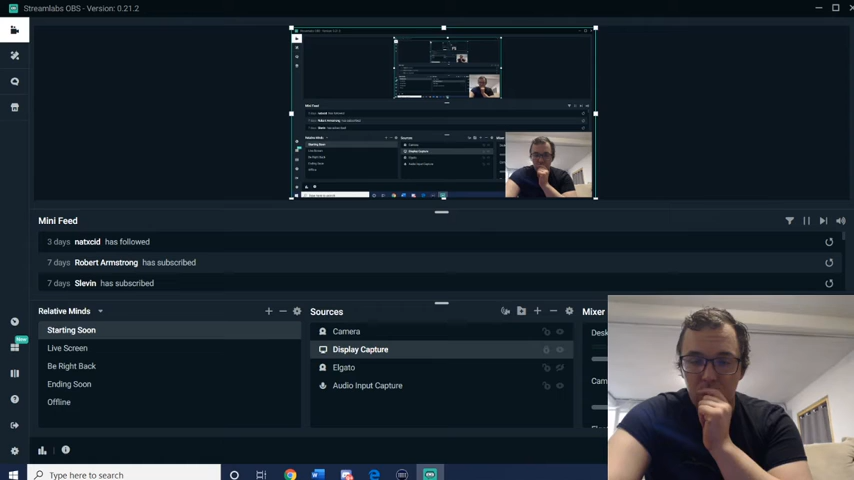 Streamlabs OBS - Version: 0.21.2
Mini Feed
3 days natxcid has followed
7 days Robert Armstrong has subscribed
7 days Slevin has subscribed
Relative Minds
Starting Soon
Live Screen
Be Right Back
Ending Soon
Offline
Sources
Camera
Display Capture
Elgato
Audio Input Capture
Mixer
Desk
Cam
New
Type here to search